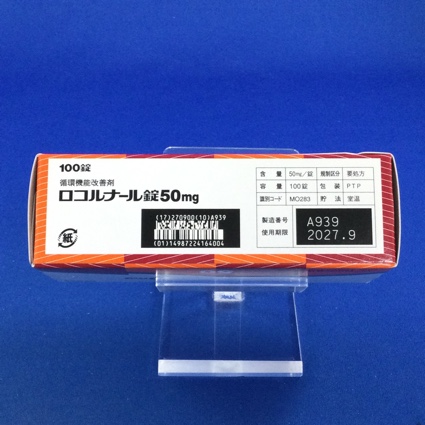 100錠
循環機能改善剤
ロコルナール錠50mg
(17)270900(10)A939
(01)14987224164004
紙
含 量 50mg/錠 規制区分 要処方
容 量 100錠 包 装 PTP
識別コード MO283 貯 法 室温
製造番号 A939
使用期限 2027.9